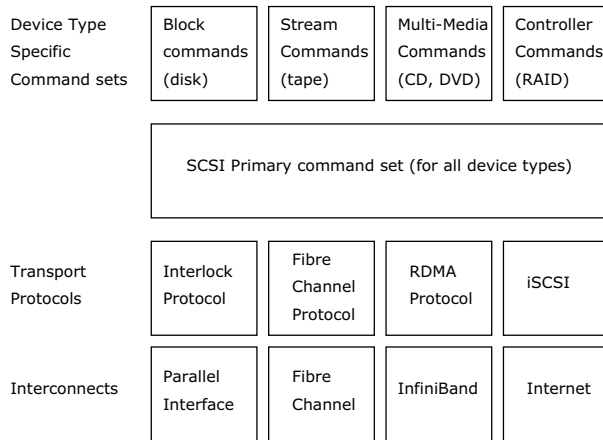 Device Type
Specific
Command sets
Block
commands
(disk)
Stream
Commands
(tape)
Multi-Media
Commands
(CD, DVD)
Controller
Commands
(RAID)
SCSI Primary command set (for all device types)
Transport
Protocols
Interlock
Protocol
Fibre
Channel
Protocol
RDMA
Protocol
iSCSI
Interconnects
Parallel
Interface
Fibre
Channel
InfiniBand
Internet